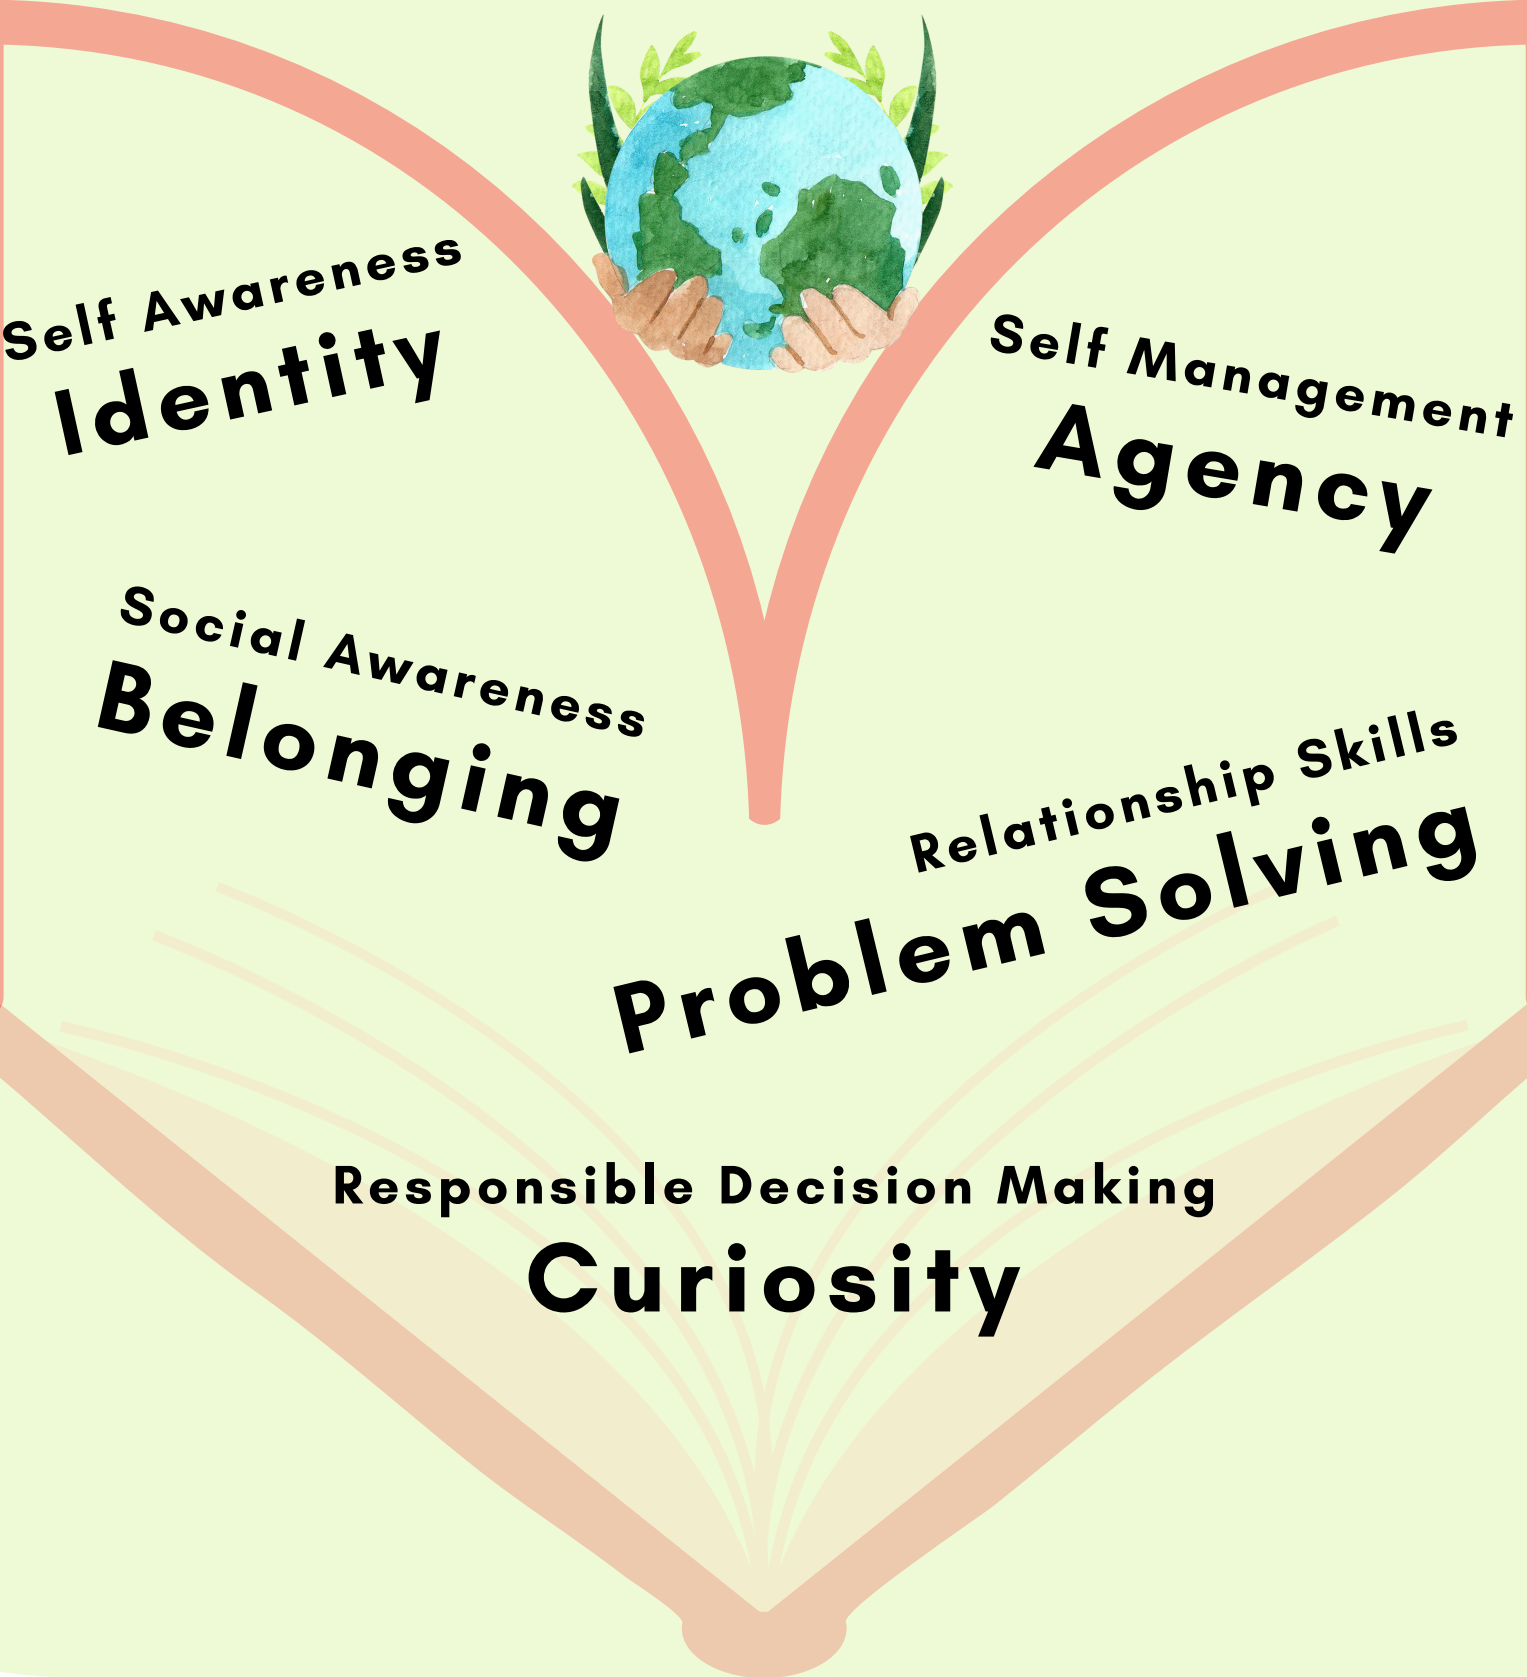 Self Awareness
Identity
Self Management
Agency
Social Awareness
Belonging
Relationship Skills
Problem Solving
Responsible Decision Making
Curiosity